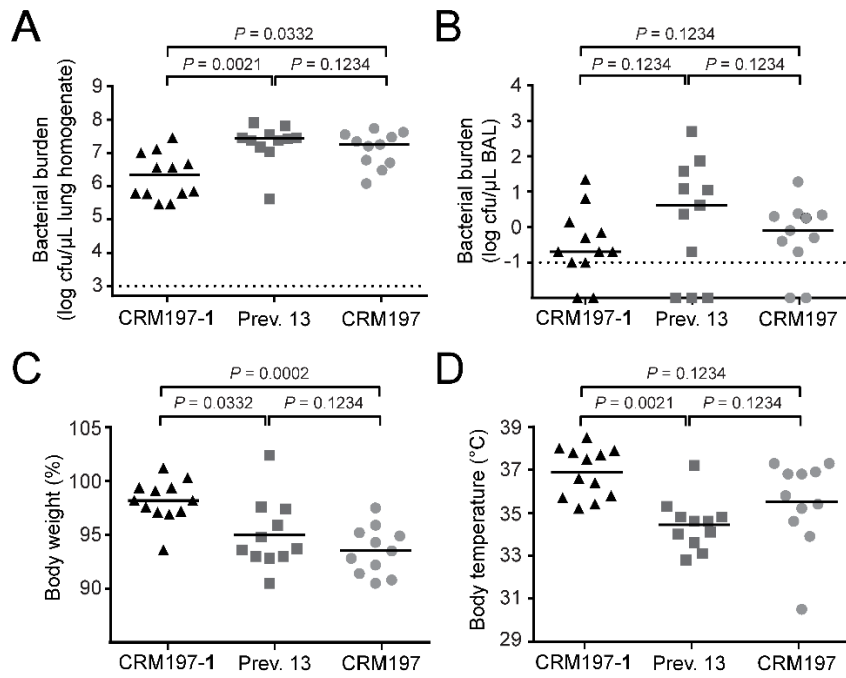 A
P = 0.0332
P = 0.0021
P = 0.1234
Bacterial burden
(log cfu/μL lung homogenate)
9
8
7
6
5
4
3
CRM197-1
Prev. 13
CRM197
B
P = 0.1234
P = 0.1234
P = 0.1234
Bacterial burden
(log cfu/μL BAL)
4
3
2
1
0
-1
CRM197-1
Prev. 13
CRM197
C
P = 0.0002
P = 0.0332
P = 0.1234
Body weight (%)
105
100
95
90
CRM197-1
Prev. 13
CRM197
D
P = 0.1234
P = 0.0021
P = 0.1234
Body temperature (°C)
39
37
35
33
31
29
CRM197-1
Prev. 13
CRM197